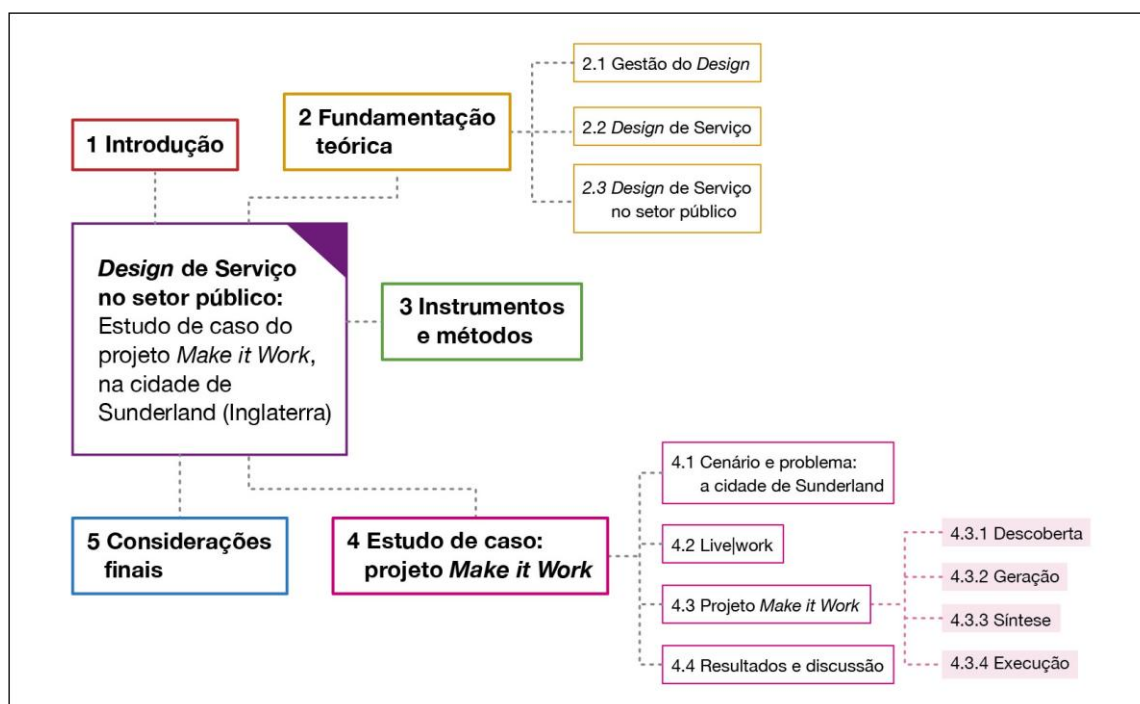 1 Introdução
2 Fundamentação
teórica
2.1 Gestão do Design
2.2 Design de Serviço
2.3 Design de Serviço
no setor público
Design de Serviço
no setor público:
Estudo de caso do
projeto Make it Work,
na cidade de
Sunderland (Inglaterra)
3 Instrumentos
e métodos
5 Considerações
finais
4 Estudo de caso:
projeto Make it Work
4.1 Cenário e problema:
a cidade de Sunderland
4.2 Live|work
4.3 Projeto Make it Work
4.4 Resultados e discussão
4.3.1 Descoberta
4.3.2 Geração
4.3.3 Síntese
4.3.4 Execução